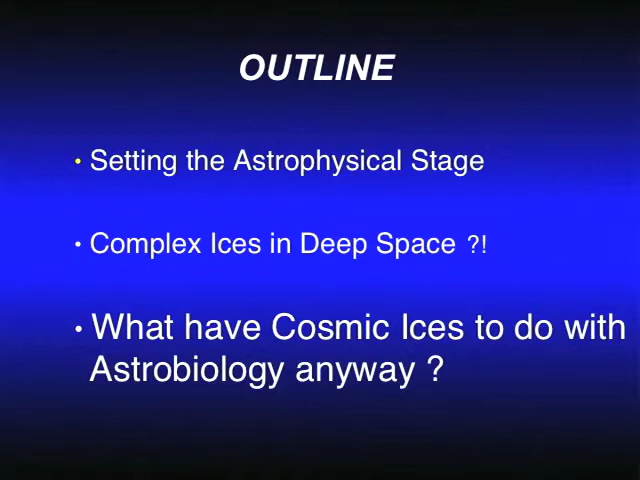 OUTLINE
• Setting the Astrophysical Stage
• Complex Ices in Deep Space ?!
• What have Cosmic Ices to do with
Astrobiology anyway ?